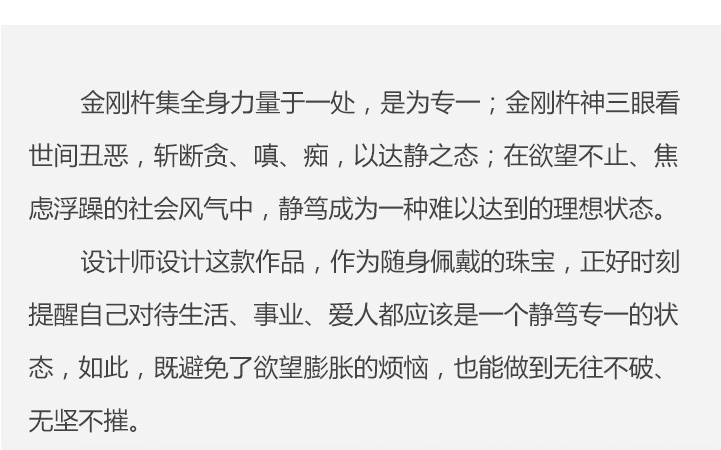 金刚杵集全身力量于一处，是为专一；金刚杵神三眼看
世间丑恶，斩断贪、嗔、痴，以达静之态；在欲望不止、焦
虑浮躁的社会风气中，静笃成为一种难以达到的理想状态。
设计师设计这款作品，作为随身佩戴的珠宝，正好时刻
提醒自己对待生活、事业、爱人都应该是一个静笃专一的状
态，如此，既避免了欲望膨胀的烦恼，也能做到无往不破、
无坚不摧。